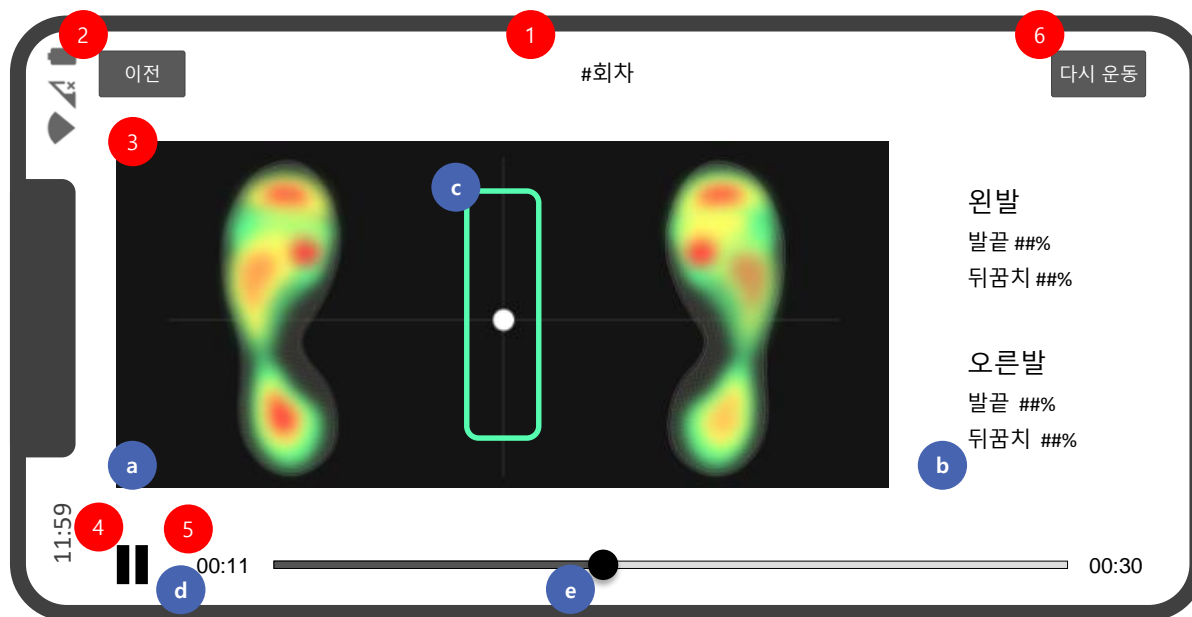 2
1
6
이전
#회차
다시 운동
3
c
왼발
발끝 ##%
뒤꿈치 ##%
오른발
발끝 ##%
뒤꿈치 ##%
a
b
11:59
4
5
00:11
00:30
d
e